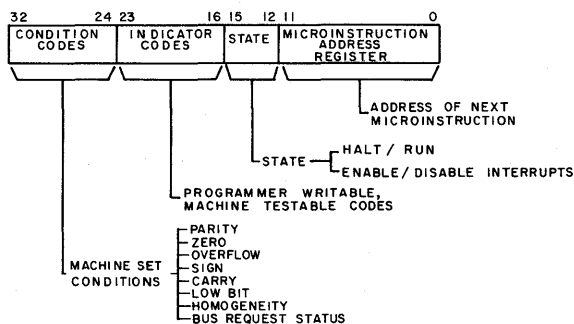 32 24 23 16 15 12 11 0
CONDITION CODES
INDICATOR CODES
STATE
MICROINSTRUCTION ADDRESS REGISTER
ADDRESS OF NEXT
MICROINSTRUCTION
STATE
HALT / RUN
ENABLE/DISABLE INTERRUPTS
PROGRAMMER WRITABLE,
MACHINE TESTABLE CODES
MACHINE SET
CONDITIONS
PARITY
ZERO
OVERFLOW
SIGN
CARRY
LOW BIT
HOMOGENEITY
BUS REQUEST STATUS